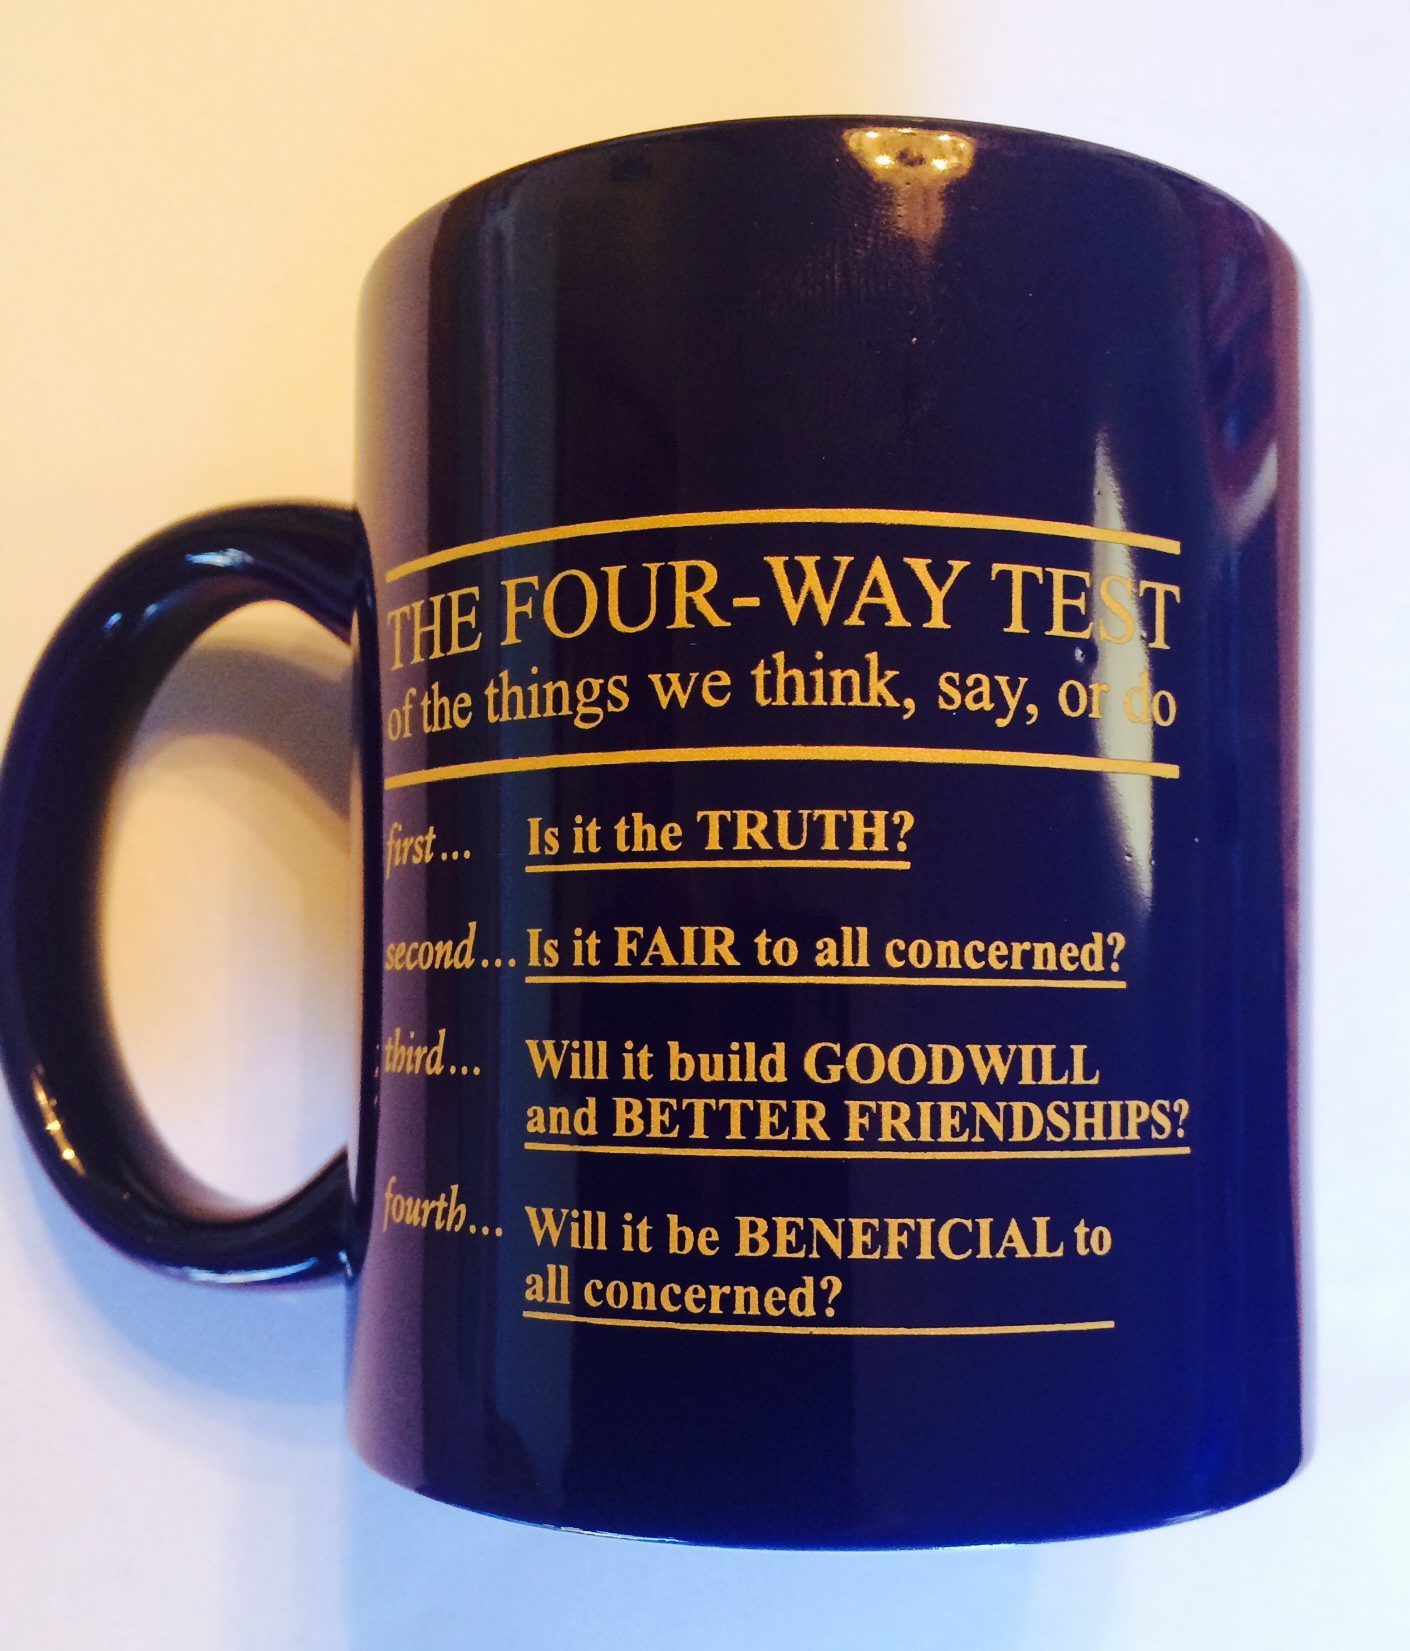 THE FOUR-WAY TEST
of the things we think, say, or do
first... Is it the TRUTH?
second... Is it FAIR to all concerned?
third... Will it build GOODWILL
and BETTER FRIENDSHIPS?
fourth... Will it be BENEFICIAL to
all concerned?